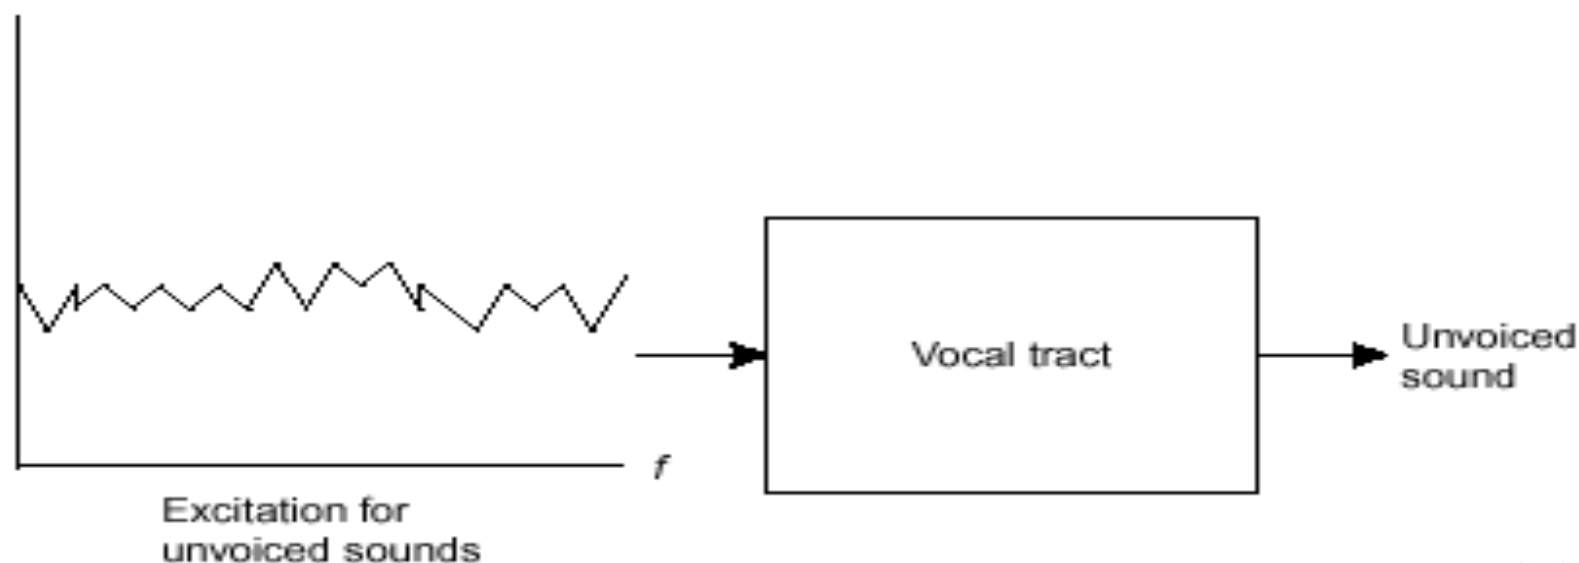 Vocal tract
Unvoiced
sound
f
Excitation for
unvoiced sounds